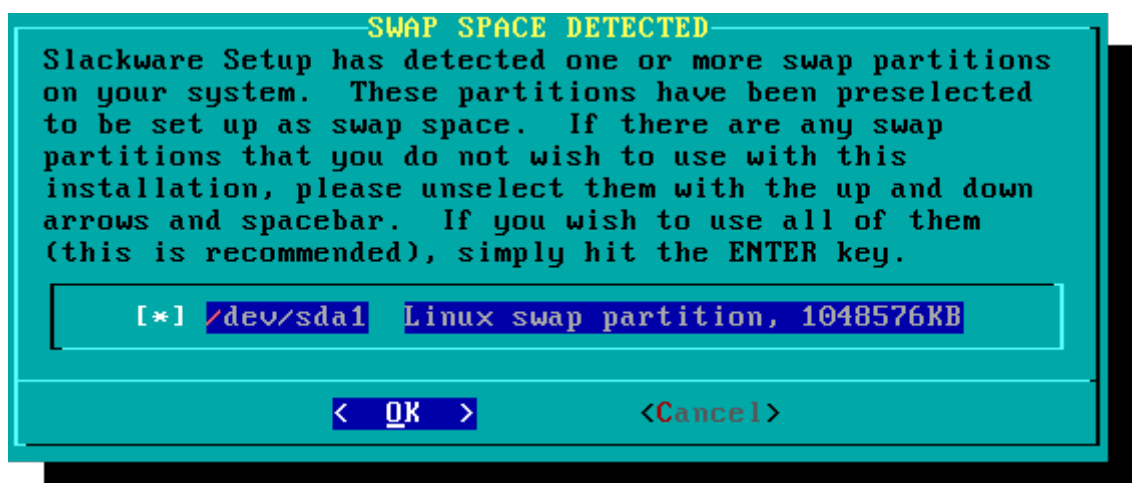 SWAP SPACE DETECTED
Slackware Setup has detected one or more swap partitions
on your system.  These partitions have been preselected
to be set up as swap space.  If there are any swap
partitions that you do not wish to use with this
installation, please unselect them with the up and down
arrows and spacebar.  If you wish to use all of them
(this is recommended), simply hit the ENTER key.
[*] /dev/sda1  Linux swap partition, 1048576KB
<  OK  > <Cancel>